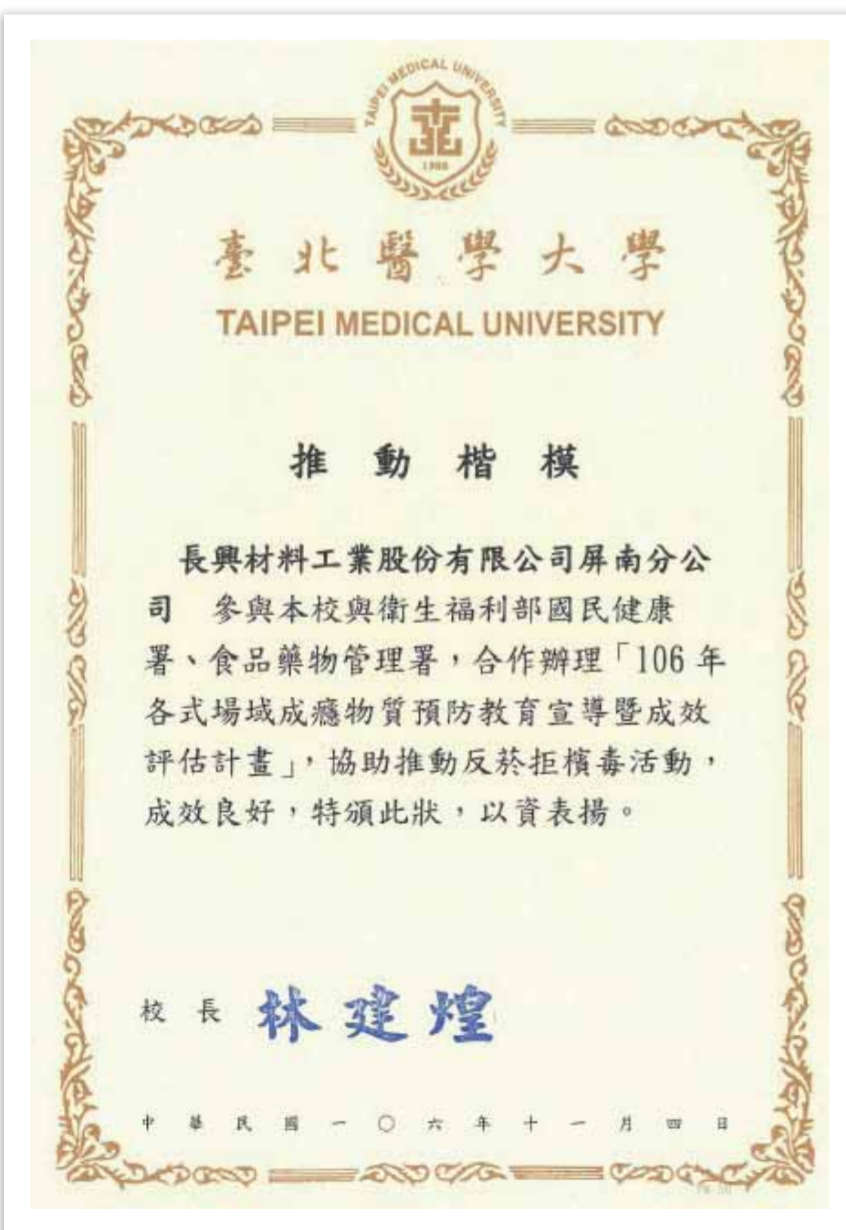 TAIPEI MEDICAL UNIVERSITY
1960
臺北醫學大學
TAIPEI MEDICAL UNIVERSITY
推動楷模
長興材料工業股份有限公司屏南分公
司 參與本校與衛生福利部國民健康
署、食品藥物管理署,合作辦理「106 年
各式場域成癮物質預防教育宣導暨成效
評估計畫」,協助推動反菸拒檳毒活動,
成效良好,特頒此狀,以資表揚。
校長 林建煌
中華民國一○六年十一月四日